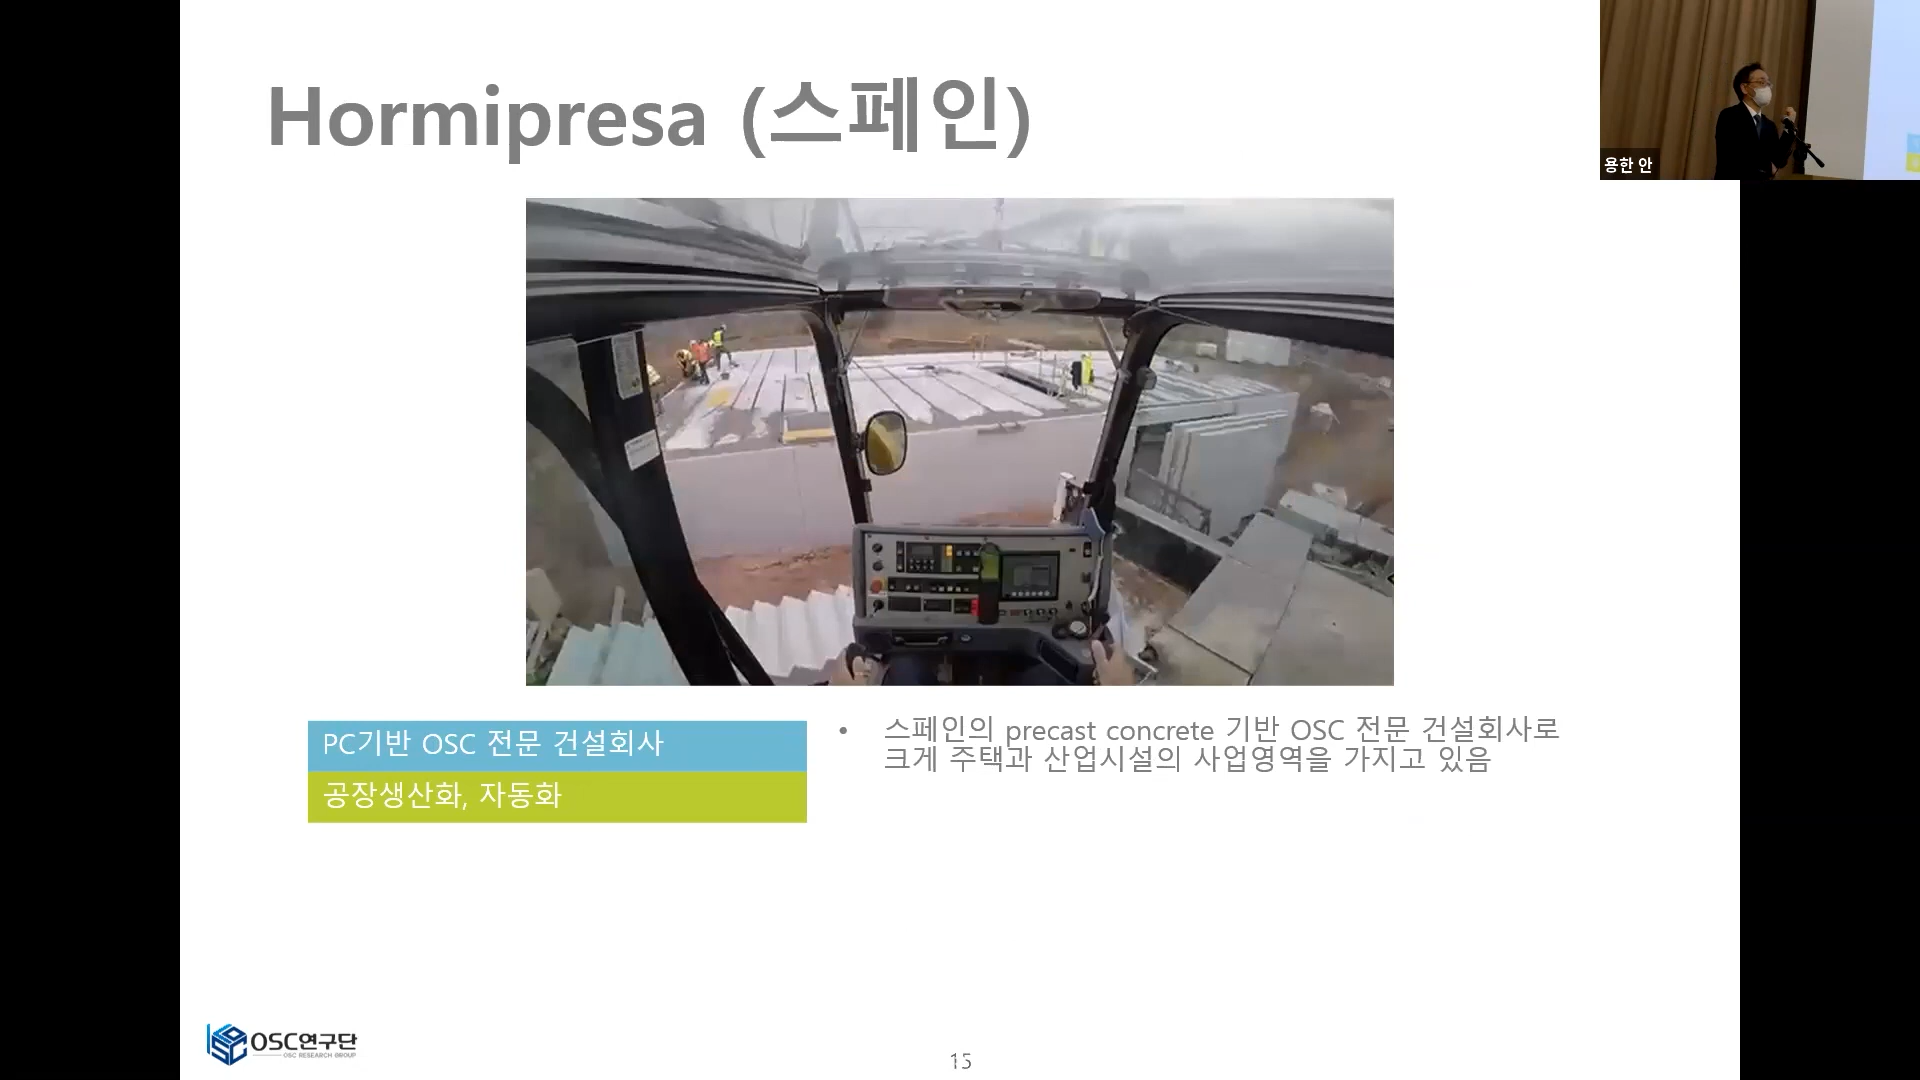 Hormipresa (스페인)
용한 안
PC기반 OSC 전문 건설회사
공장생산화, 자동화
• 스페인의 precast concrete 기반 OSC 전문 건설회사로
크게 주택과 산업시설의 사업영역을 가지고 있음
OSC연구단
OSC RESEARCH GROUP
15